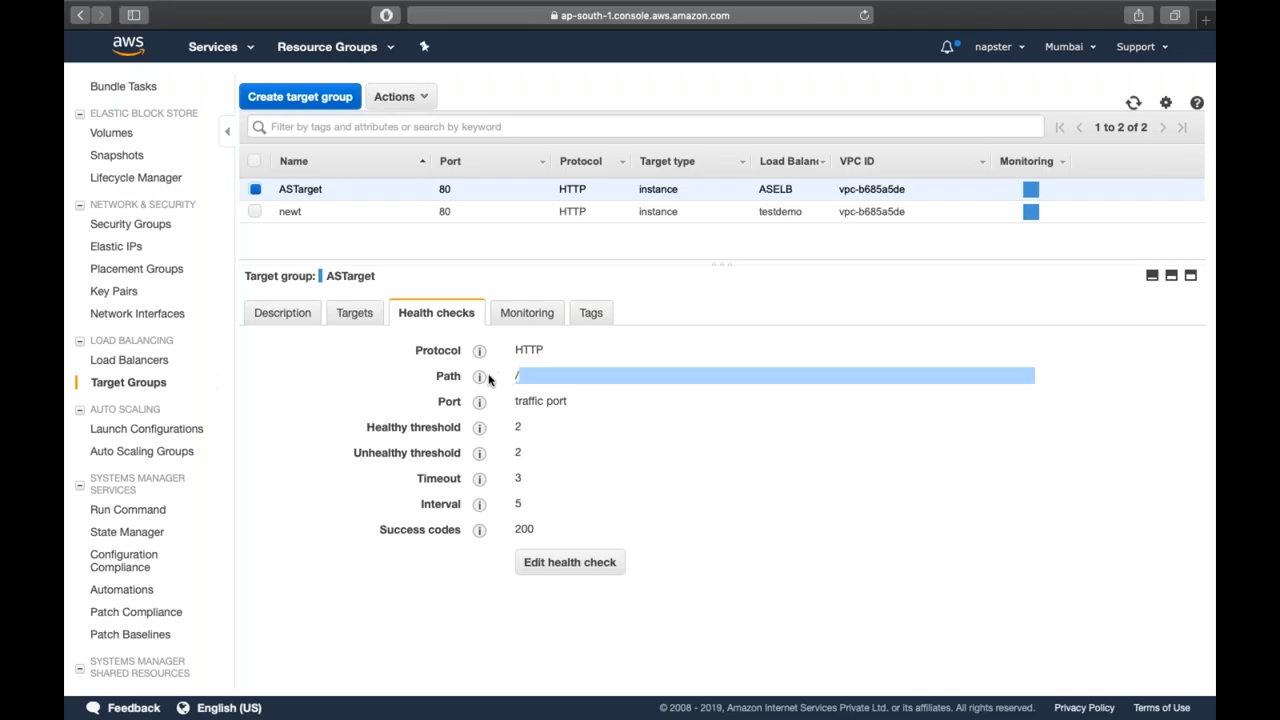 ap-south-1.console.aws.amazon.com
aws Services Resource Groups napster Mumbai Support
Bundle Tasks
ELASTIC BLOCK STORE
Volumes
Snapshots
Lifecycle Manager
NETWORK & SECURITY
Security Groups
Elastic IPs
Placement Groups
Key Pairs
Network Interfaces
LOAD BALANCING
Load Balancers
Target Groups
AUTO SCALING
Launch Configurations
Auto Scaling Groups
SYSTEMS MANAGER
SERVICES
Run Command
State Manager
Configuration
Compliance
Automations
Patch Compliance
Patch Baselines
SYSTEMS MANAGER
SHARED RESOURCES
Create target group Actions
Filter by tags and attributes or search by keyword 1 to 2 of 2
Name Port Protocol Target type Load Balanc VPC ID Monitoring
ASTarget 80 HTTP instance ASELB vpc-b685a5de
newt 80 HTTP instance testdemo vpc-b685a5de
Target group: ASTarget
Description Targets Health checks Monitoring Tags
Protocol HTTP
Path /
Port traffic port
Healthy threshold 2
Unhealthy threshold 2
Timeout 3
Interval 5
Success codes 200
Edit health check
Feedback English (US) © 2008 - 2019, Amazon Internet Services Private Ltd. or its affiliates. All rights reserved. Privacy Policy Terms of Use